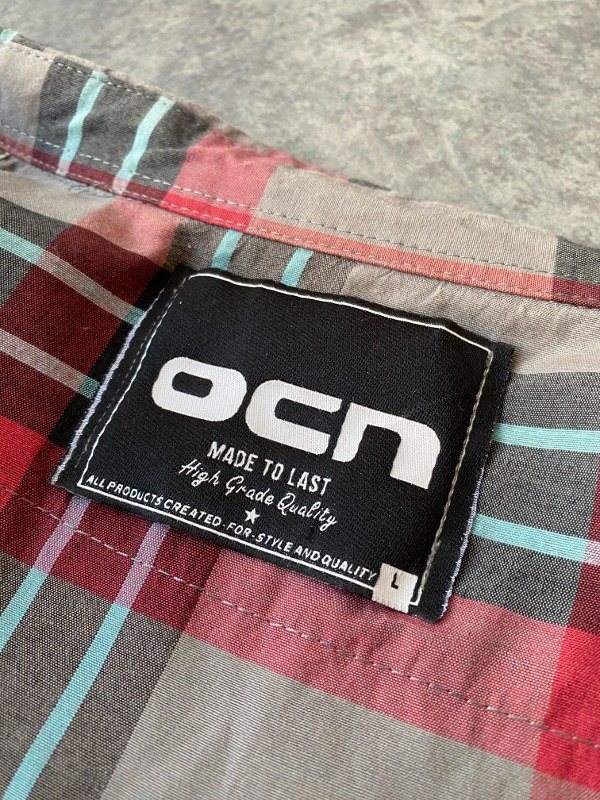 OCN
MADE TO LAST
High Grade Quality
ALL PRODUCTS CREATED-FOR-STYLE AND QUALITY
L